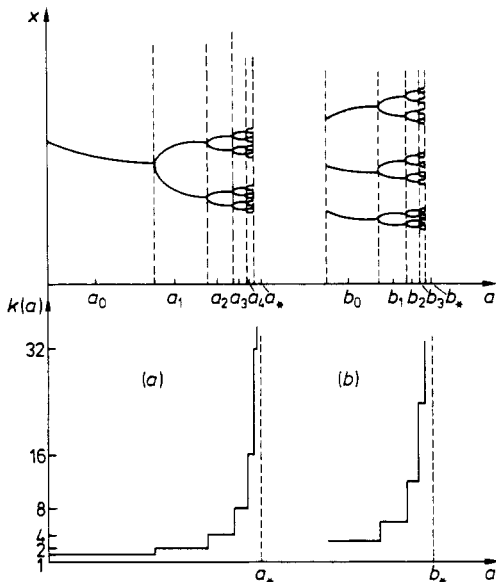 x
a₀ a₁ a₂ a₃ a₄ a* b₀ b₁ b₂ b₃ b* a
k(a)
32
(a) (b)
16
8
4
2
1
a* b* a